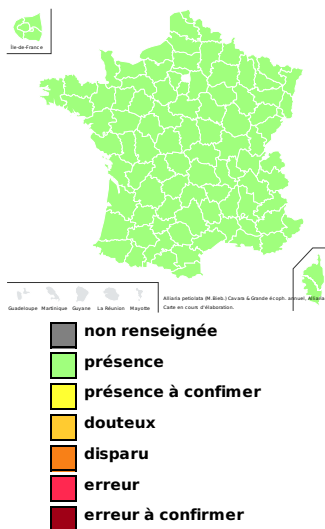 Île-de-France
Guadeloupe Martinique Guyane La Réunion Mayotte
Alliaria petiolata (M.Bieb.) Cavara & Grande écoph. annuel, Alliaria
Carte en cours d'élaboration.
non renseignée
présence
présence à confimer
douteux
disparu
erreur
erreur à confirmer